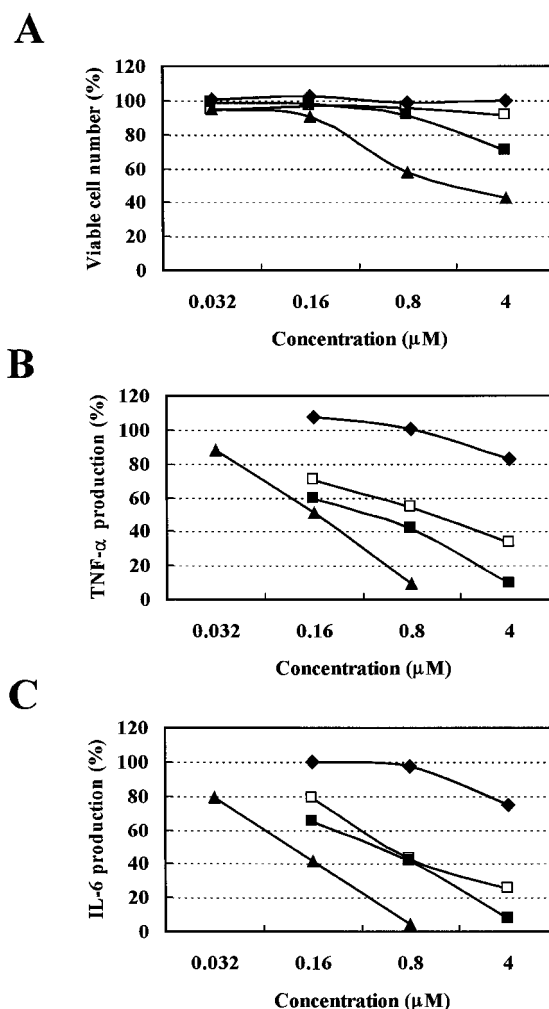 A
Viable cell number (%)
120
100
80
60
40
20
0
0.032 0.16 0.8 4
Concentration (μM)
B
TNF-α production (%)
120
100
80
60
40
20
0
0.032 0.16 0.8 4
Concentration (μM)
C
IL-6 production (%)
120
100
80
60
40
20
0
0.032 0.16 0.8 4
Concentration (μM)